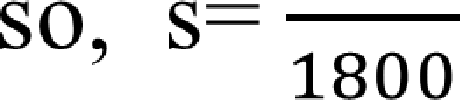 so, s= —
1800